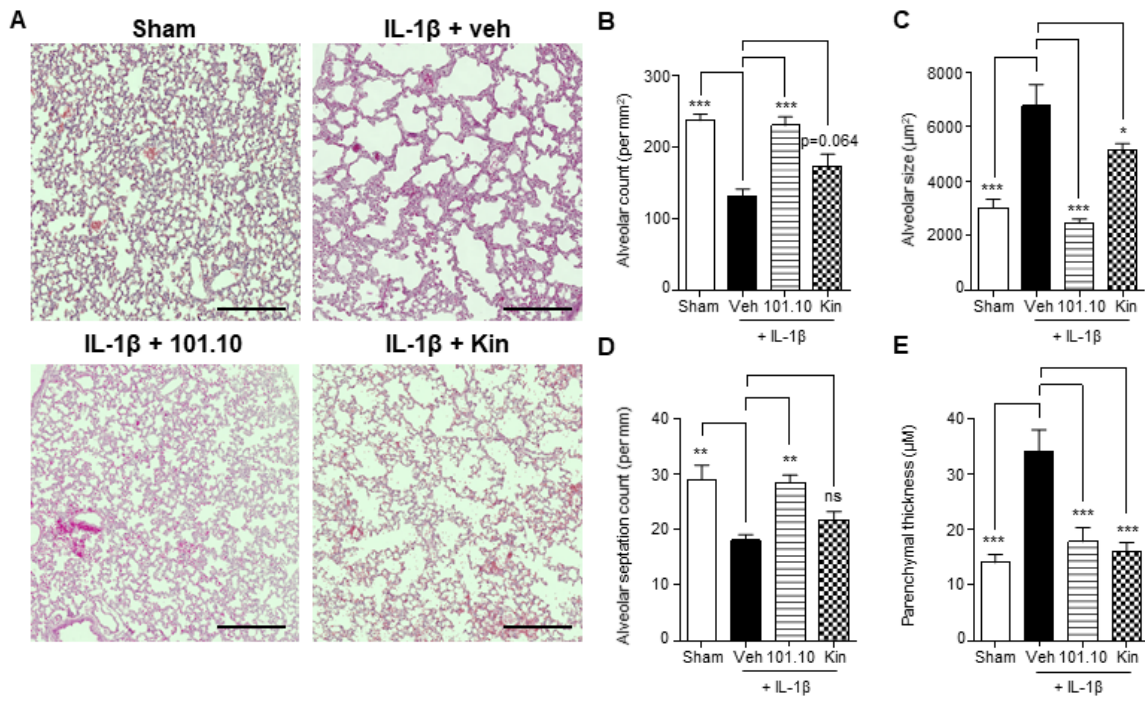 A
Sham
IL-1β + veh
IL-1β + 101.10
IL-1β + Kin
B
Alveolar count (per mm²)
300
200
100
0
***
***
p=0.064
Sham Veh 101.10 Kin
+ IL-1β
C
Alveolar size (µm²)
8000
6000
4000
2000
0
***
***
*
Sham Veh 101.10 Kin
+ IL-1β
D
Alveolar septation count (per mm)
40
30
20
10
0
**
**
ns
Sham Veh 101.10 Kin
+ IL-1β
E
Parenchymal thickness (µM)
40
30
20
10
0
***
***
***
Sham Veh 101.10 Kin
+ IL-1β